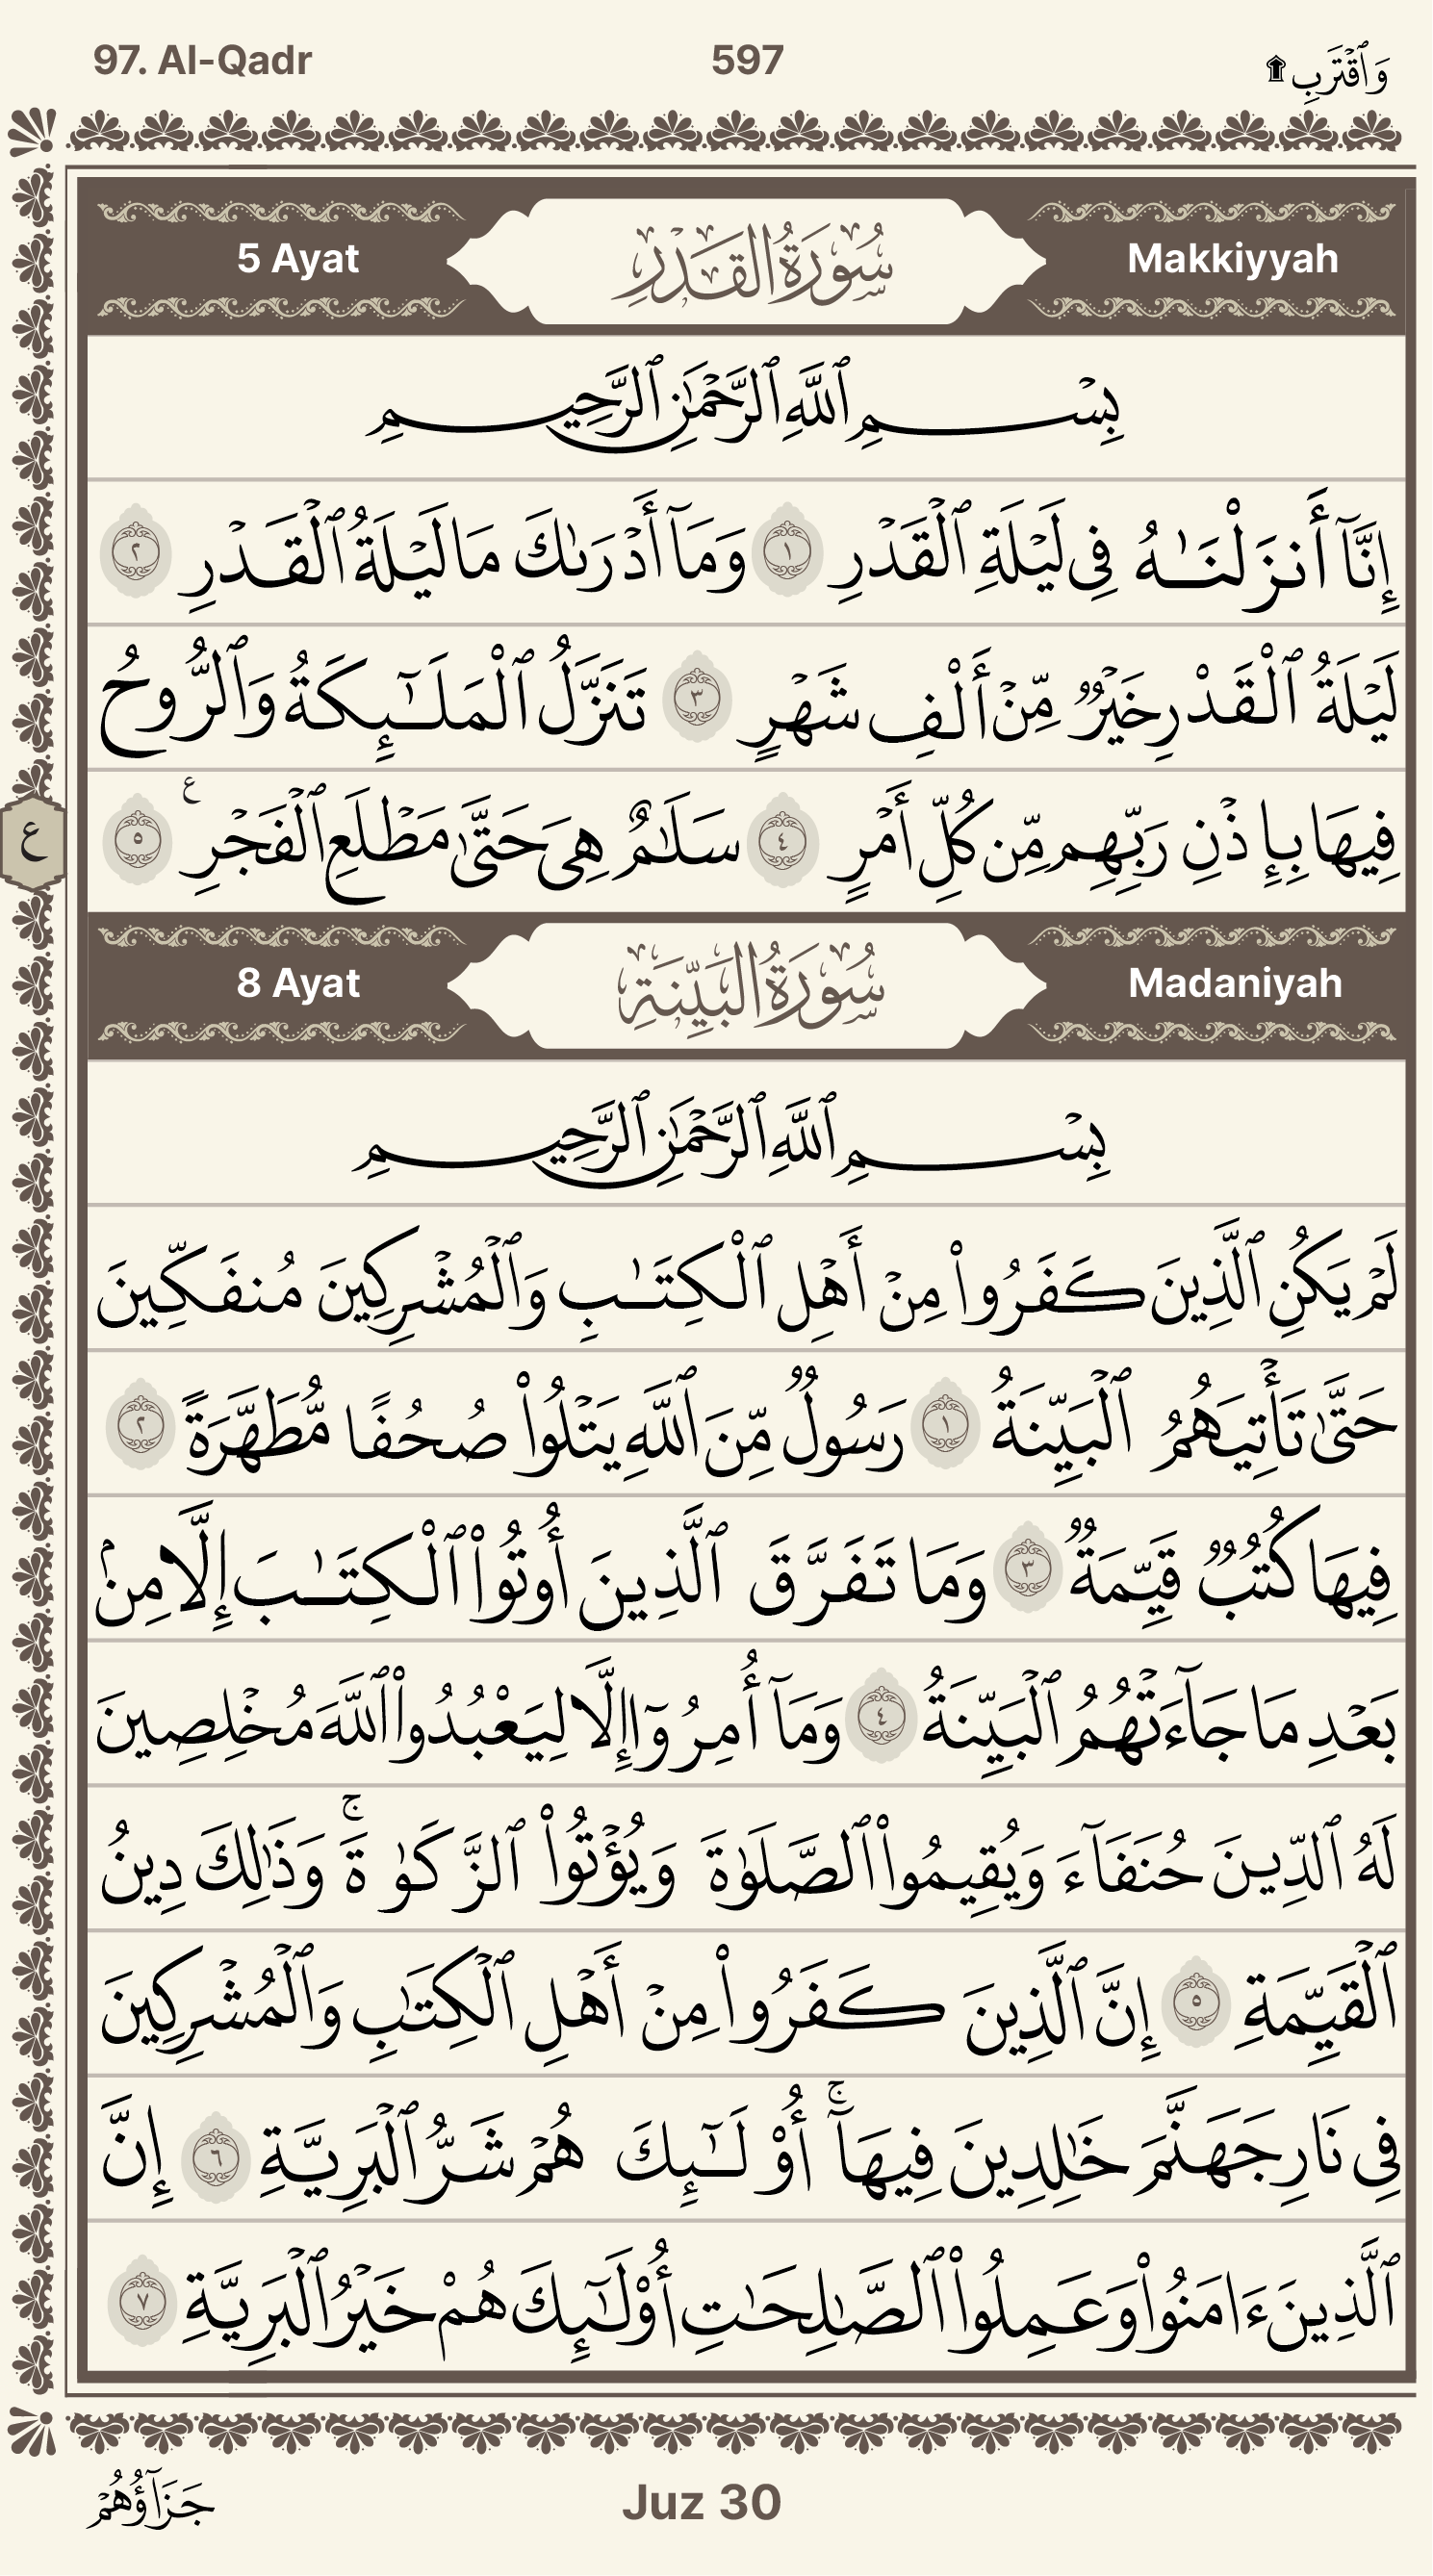 97. Al-Qadr 597 وَٱقْتَرِب ۩
5 Ayat سُورَةُ القَدْرِ Makkiyyah
بِسْمِ ٱللَّهِ ٱلرَّحْمَٰنِ ٱلرَّحِيمِ
إِنَّآ أَنزَلْنَـٰهُ فِى لَيْلَةِ ٱلْقَدْرِ ١ وَمَآ أَدْرَىٰكَ مَا لَيْلَةُ ٱلْقَدْرِ ٢
لَيْلَةُ ٱلْقَدْرِ خَيْرٌ مِّنْ أَلْفِ شَهْرٍ ٣ تَنَزَّلُ ٱلْمَلَـٰٓئِكَةُ وَٱلرُّوحُ
ع
فِيهَا بِإِذْنِ رَبِّهِم مِّن كُلِّ أَمْرٍ ٤ سَلَـٰمٌ هِىَ حَتَّىٰ مَطْلَعِ ٱلْفَجْرِ ۧ ٥
8 Ayat سُورَةُ البَيِّنَةِ Madaniyah
بِسْمِ ٱللَّهِ ٱلرَّحْمَٰنِ ٱلرَّحِيمِ
لَمْ يَكُنِ ٱلَّذِينَ كَفَرُوا۟ مِنْ أَهْلِ ٱلْكِتَـٰبِ وَٱلْمُشْرِكِينَ مُنفَكِّينَ
حَتَّىٰ تَأْتِيَهُمُ ٱلْبَيِّنَةُ ١ رَسُولٌ مِّنَ ٱللَّهِ يَتْلُوا۟ صُحُفًا مُّطَهَّرَةً ٢
فِيهَا كُتُبٌ قَيِّمَةٌ ٣ وَمَا تَفَرَّقَ ٱلَّذِينَ أُوتُوا۟ ٱلْكِتَـٰبَ إِلَّا مِنۢ
بَعْدِ مَا جَآءَتْهُمُ ٱلْبَيِّنَةُ ٤ وَمَآ أُمِرُوٓا۟ إِلَّا لِيَعْبُدُوا۟ ٱللَّهَ مُخْلِصِينَ
لَهُ ٱلدِّينَ حُنَفَآءَ وَيُقِيمُوا۟ ٱلصَّلَوٰةَ وَيُؤْتُوا۟ ٱلزَّكَوٰةَ ۚ وَذَٰلِكَ دِينُ
ٱلْقَيِّمَةِ ٥ إِنَّ ٱلَّذِينَ كَفَرُوا۟ مِنْ أَهْلِ ٱلْكِتَـٰبِ وَٱلْمُشْرِكِينَ
فِى نَارِ جَهَنَّمَ خَـٰلِدِينَ فِيهَآ ۚ أُو۟لَـٰٓئِكَ هُمْ شَرُّ ٱلْبَرِيَّةِ ٦ إِنَّ
ٱلَّذِينَ ءَامَنُوا۟ وَعَمِلُوا۟ ٱلصَّـٰلِحَـٰتِ أُو۟لَـٰٓئِكَ هُمْ خَيْرُ ٱلْبَرِيَّةِ ٧
جَزَآؤُهُمْ Juz 30